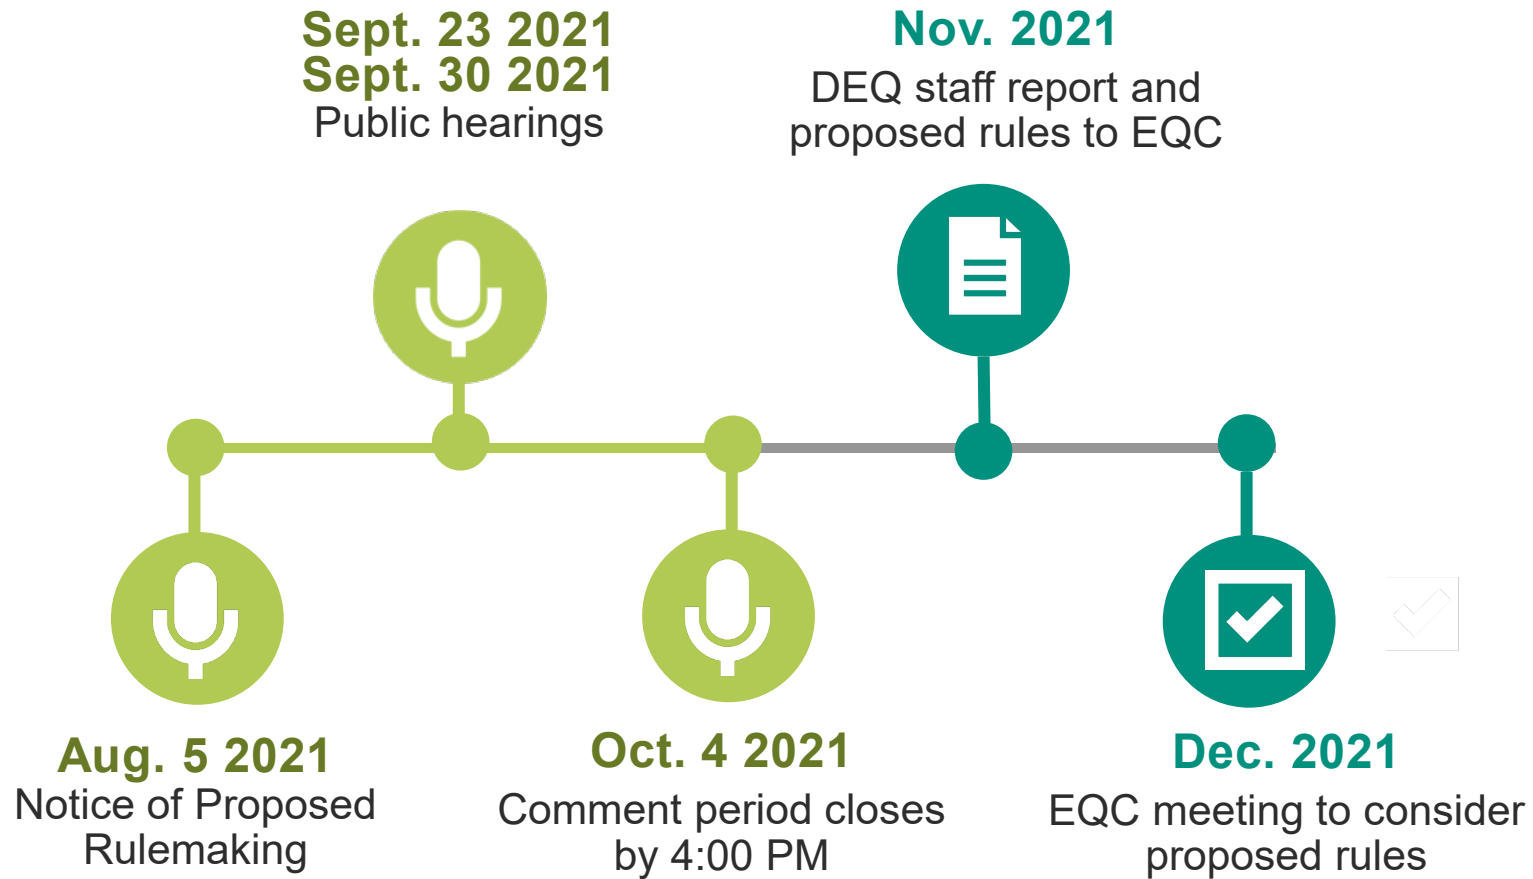 Sept. 23 2021
Sept. 30 2021
Public hearings
Nov. 2021
DEQ staff report and
proposed rules to EQC
Aug. 5 2021
Notice of Proposed
Rulemaking
Oct. 4 2021
Comment period closes
by 4:00 PM
Dec. 2021
EQC meeting to consider
proposed rules